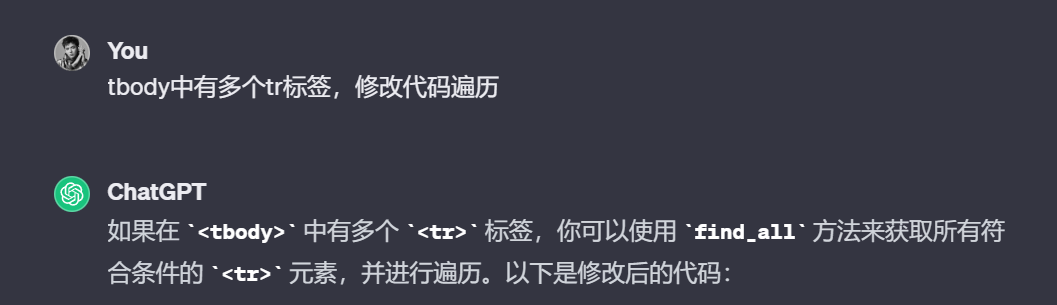 You
tbody中有多个tr标签，修改代码遍历
ChatGPT
如果在 `<tbody>` 中有多个 `<tr>` 标签，你可以使用 `find_all` 方法来获取所有符
合条件的 `<tr>` 元素，并进行遍历。以下是修改后的代码：